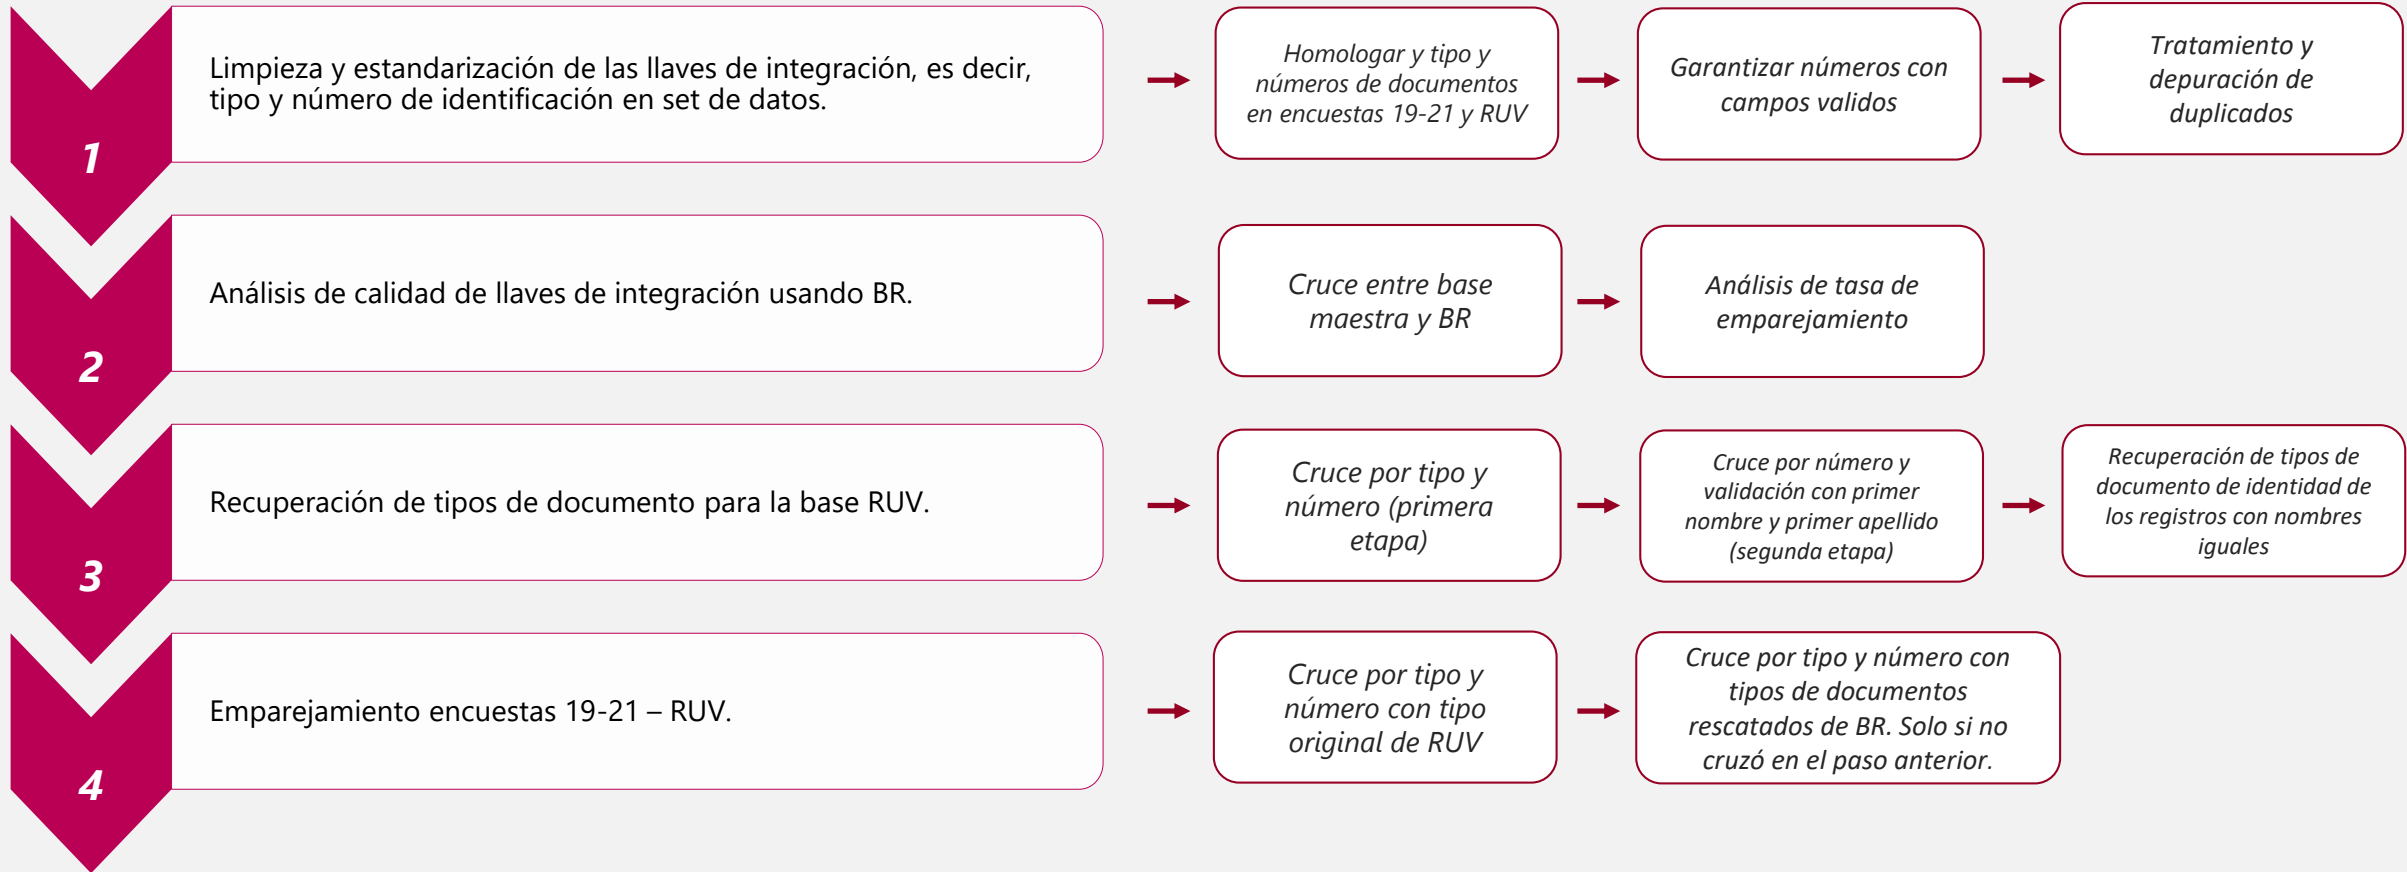 1
Limpieza y estandarización de las llaves de integración, es decir,
tipo y número de identificación en set de datos.
Homologar y tipo y
números de documentos
en encuestas 19-21 y RUV
Garantizar números con
campos validos
Tratamiento y
depuración de
duplicados
2
Análisis de calidad de llaves de integración usando BR.
Cruce entre base
maestra y BR
Análisis de tasa de
emparejamiento
3
Recuperación de tipos de documento para la base RUV.
Cruce por tipo y
número (primera
etapa)
Cruce por número y
validación con primer
nombre y primer apellido
(segunda etapa)
Recuperación de tipos de
documento de identidad de
los registros con nombres
iguales
4
Emparejamiento encuestas 19-21 – RUV.
Cruce por tipo y
número con tipo
original de RUV
Cruce por tipo y número con
tipos de documentos
rescatados de BR. Solo si no
cruzó en el paso anterior.